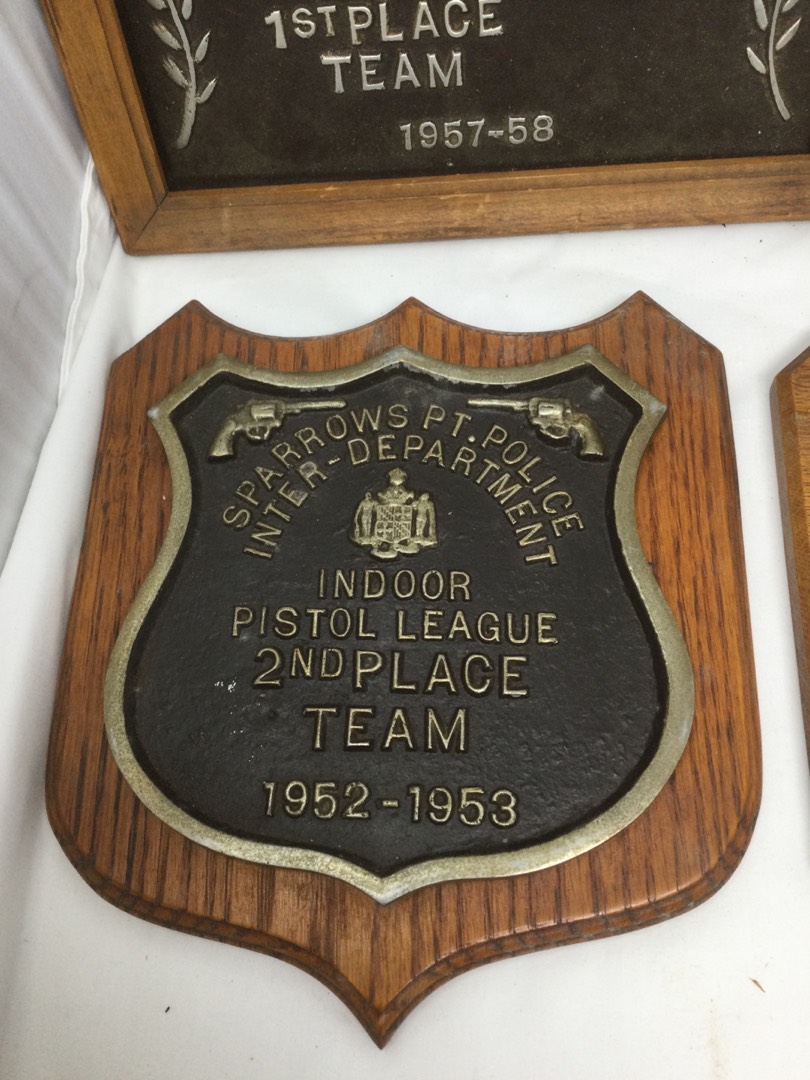 1ST PLACE
TEAM
1957-58
SPARROWS PT. POLICE
INTER-DEPARTMENT
INDOOR
PISTOL LEAGUE
2ND PLACE
TEAM
1952-1953